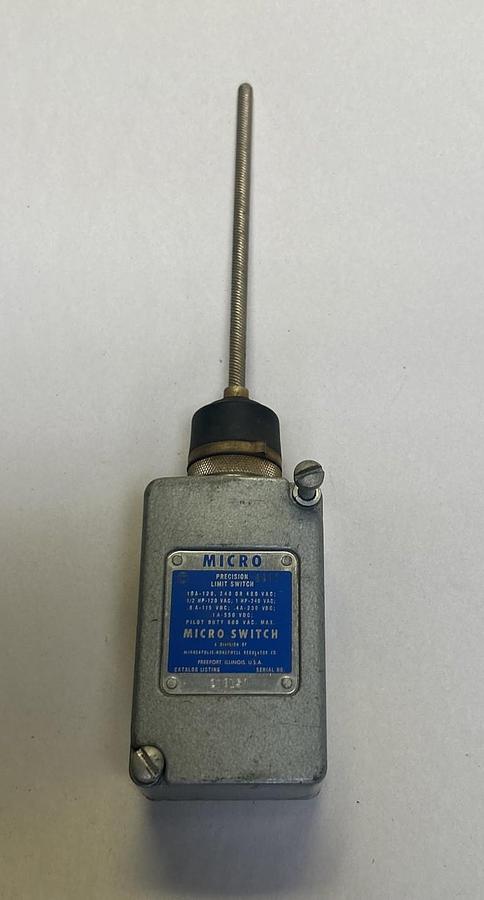 MICRO
PRECISION
LIMIT SWITCH
10A-120, 240 OR 480 VAC;
1/2 HP-120 VAC, 1 HP-240 VAC;
.8A-115 VDC; .4A-230 VDC;
.1A-550 VDC;
PILOT DUTY 600 VAC. MAX.
MICRO SWITCH
A DIVISION OF
MINNEAPOLIS-HONEYWELL REGULATOR CO.
FREEPORT, ILLINOIS, U.S.A.
CATALOG LISTING SERIAL NO.